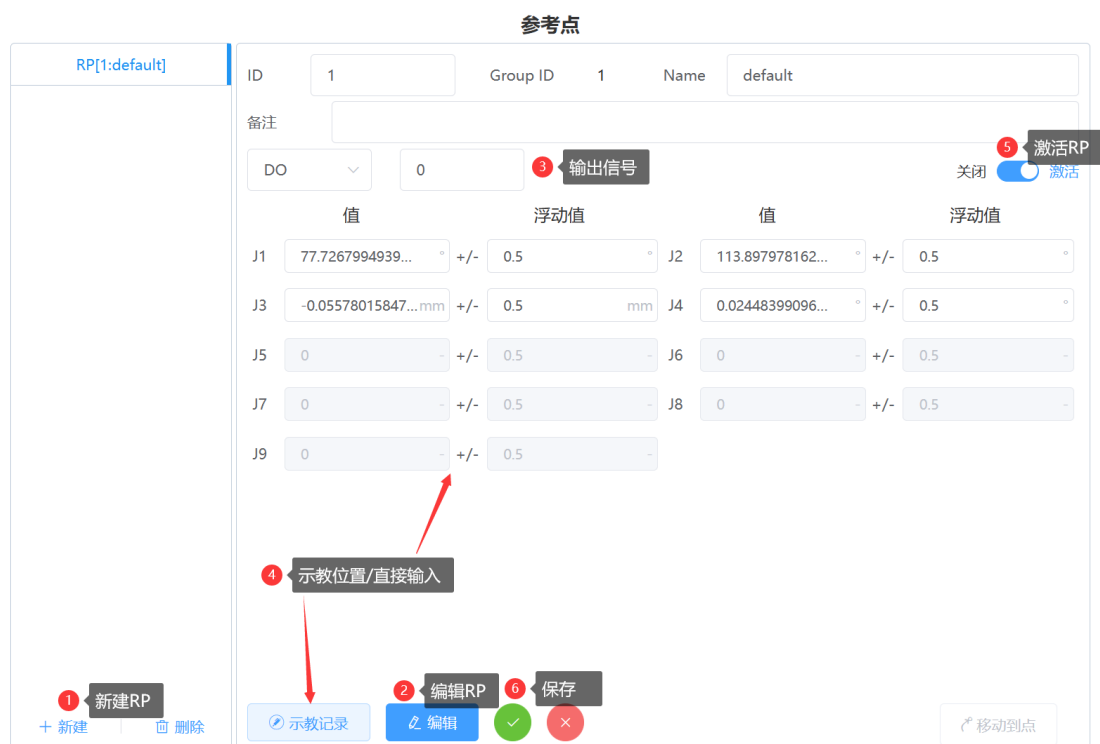 参考点
RP[1:default]
ID 1 Group ID 1 Name default
备注
5 激活RP
DO 0 3 输出信号 关闭 激活
值 浮动值 值 浮动值
J1 77.7267994939... ° +/- 0.5 ° J2 113.897978162... ° +/- 0.5 °
J3 -0.05578015847... mm +/- 0.5 mm J4 0.02448399096... ° +/- 0.5 °
J5 0 - +/- 0.5 - J6 0 - +/- 0.5 -
J7 0 - +/- 0.5 - J8 0 - +/- 0.5 -
J9 0 - +/- 0.5 -
4 示教位置/直接输入
1 新建RP 2 编辑RP 6 保存
+ 新建 删除 示教记录 编辑 移动到点